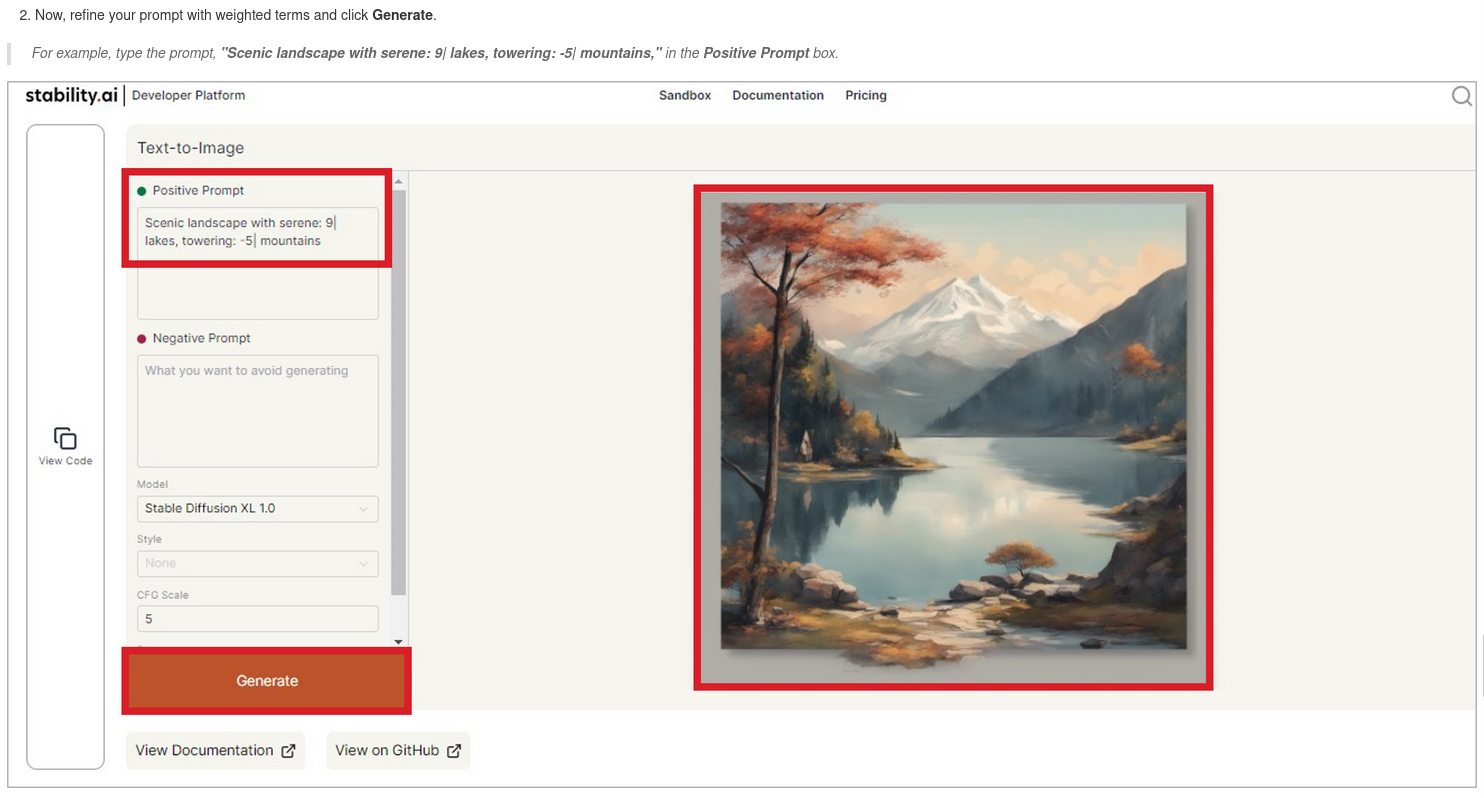 2. Now, refine your prompt with weighted terms and click Generate.
For example, type the prompt, "Scenic landscape with serene: 9| lakes, towering: -5| mountains," in the Positive Prompt box.
stability.ai | Developer Platform
Sandbox Documentation Pricing
Text-to-Image
Positive Prompt
Scenic landscape with serene: 9|
lakes, towering: -5| mountains
Negative Prompt
What you want to avoid generating
View Code
Model
Stable Diffusion XL 1.0
Style
None
CFG Scale
5
Generate
View Documentation
View on GitHub